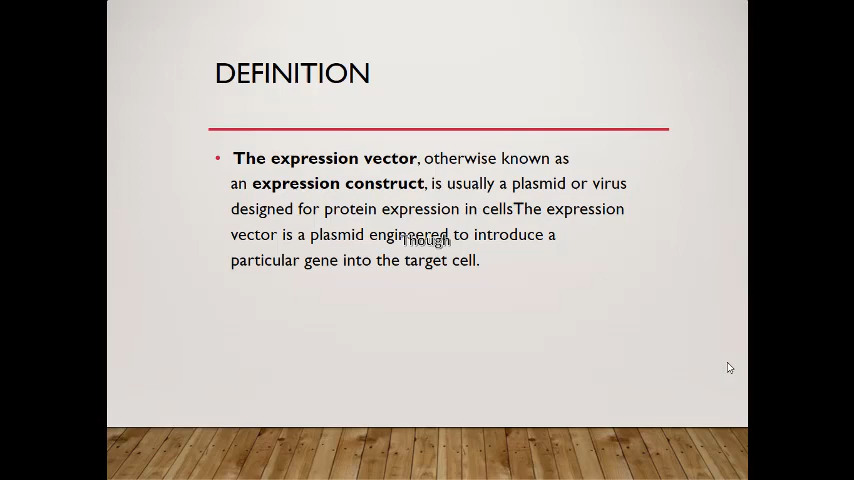 DEFINITION
• The expression vector, otherwise known as
an expression construct, is usually a plasmid or virus
designed for protein expression in cellsThe expression
vector is a plasmid engineered to introduce a
Though
particular gene into the target cell.